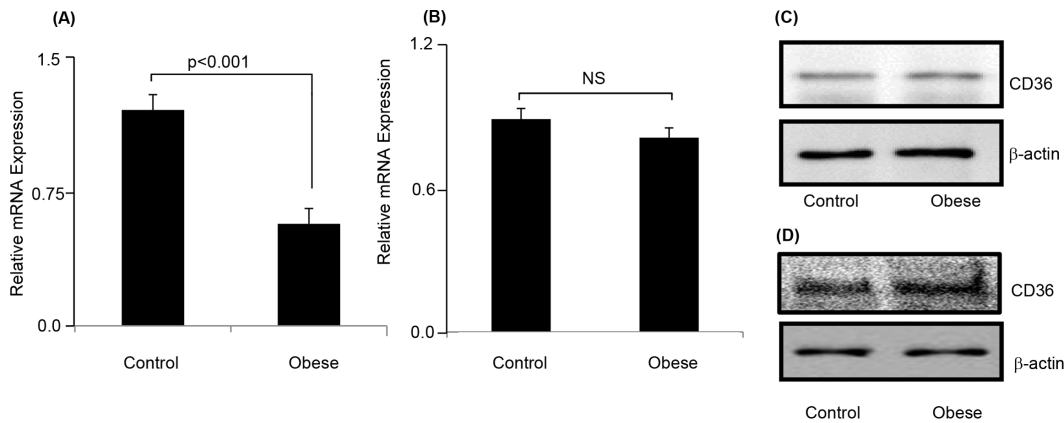 (A)
p<0.001
1.5
0.75
0.0
Relative mRNA Expression
Control Obese
(B)
NS
1.2
0.6
0.0
Relative mRNA Expression
Control Obese
(C)
CD36
β-actin
Control Obese
(D)
CD36
β-actin
Control Obese